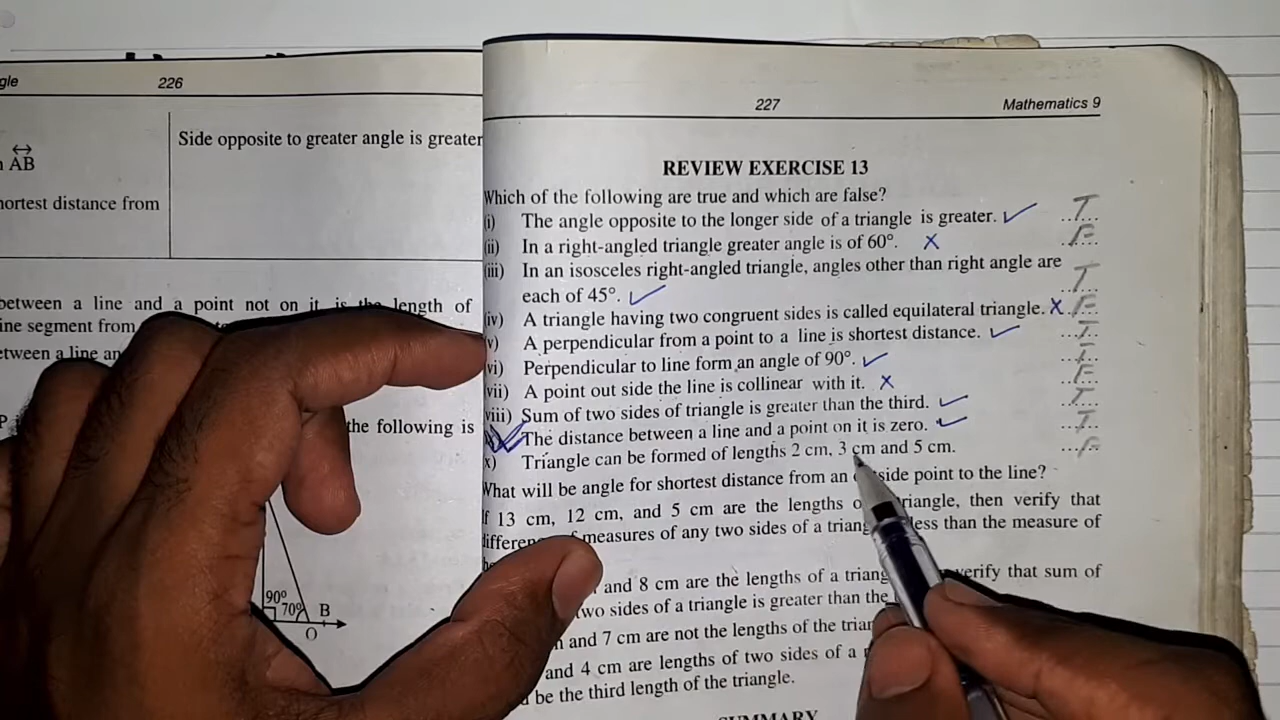 gle 226
AB
Side opposite to greater angle is greater
hortest distance from
between a line and a point not on it is the length of
ine segment from
etween a line an
P
the following is
90°
70°
B
227 Mathematics 9
REVIEW EXERCISE 13
Which of the following are true and which are false?
(i) The angle opposite to the longer side of a triangle is greater. ✓ T
(ii) In a right-angled triangle greater angle is of 60°. X F
(iii) In an isosceles right-angled triangle, angles other than right angle are
each of 45°. ✓ T
iv) A triangle having two congruent sides is called equilateral triangle. X F
v) A perpendicular from a point to a line is shortest distance. ✓ T
vi) Perpendicular to line form an angle of 90°. ✓ T
vii) A point out side the line is collinear with it. X F
viii) Sum of two sides of triangle is greater than the third. ✓ T
The distance between a line and a point on it is zero. ✓ T
x) Triangle can be formed of lengths 2 cm, 3 cm and 5 cm. F
What will be angle for shortest distance from an side point to the line?
f 13 cm, 12 cm, and 5 cm are the lengths of triangle, then verify that
differen measures of any two sides of a triang less than the measure of
and 8 cm are the lengths of a triang verify that sum of
two sides of a triangle is greater than the
and 7 cm are not the lengths of the trian
and 4 cm are lengths of two sides of a
be the third length of the triangle.
SUMMARY